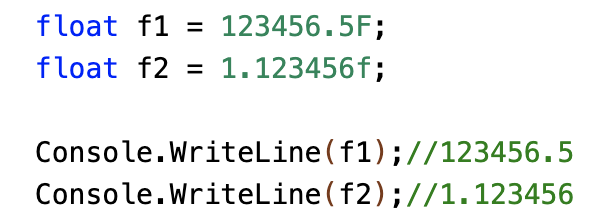 float f1 = 123456.5F;
float f2 = 1.123456f;
Console.WriteLine(f1);//123456.5
Console.WriteLine(f2);//1.123456